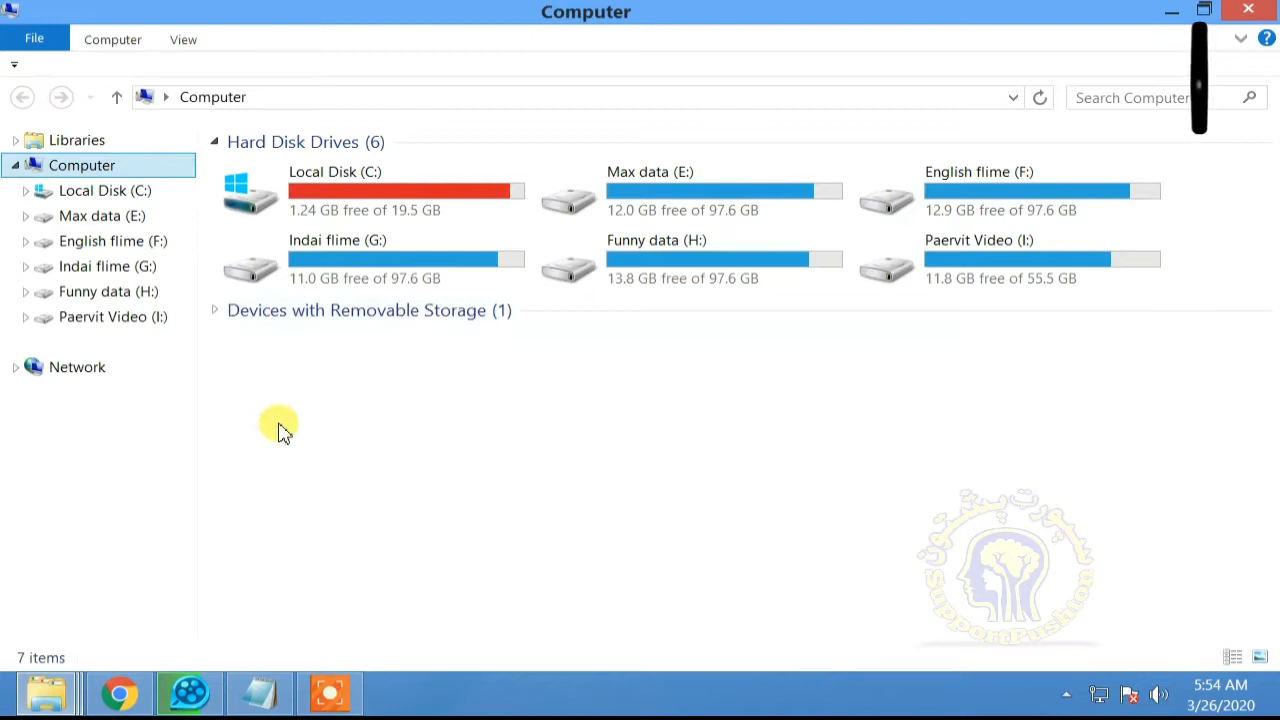 Computer
File
Computer
View
Computer
Search Computer
Libraries
Computer
Local Disk (C:)
Max data (E:)
English flime (F:)
Indai flime (G:)
Funny data (H:)
Paervit Video (I:)
Network
Hard Disk Drives (6)
Local Disk (C:)
1.24 GB free of 19.5 GB
Max data (E:)
12.0 GB free of 97.6 GB
English flime (F:)
12.9 GB free of 97.6 GB
Indai flime (G:)
11.0 GB free of 97.6 GB
Funny data (H:)
13.8 GB free of 97.6 GB
Paervit Video (I:)
11.8 GB free of 55.5 GB
Devices with Removable Storage (1)
سپورت پښتون
SupportPushton
7 items
5:54 AM
3/26/2020